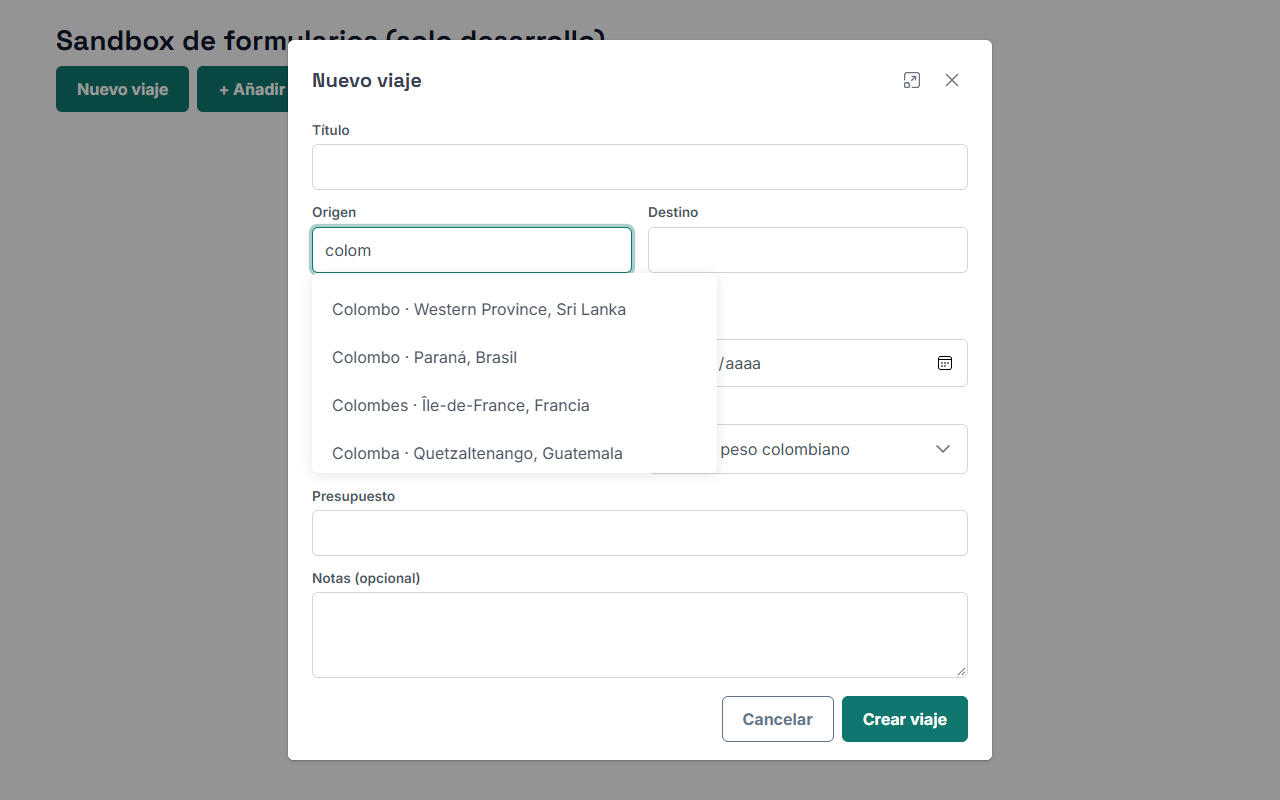 Sandbox de formularios (solo desarrollo)
Nuevo viaje
+ Añadir
Nuevo viaje
Título
Origen
Destino
colom
Colombo · Western Province, Sri Lanka
Colombo · Paraná, Brasil
/aaaa
Colombes · Île-de-France, Francia
Colomba · Quetzaltenango, Guatemala
peso colombiano
Presupuesto
Notas (opcional)
Cancelar
Crear viaje